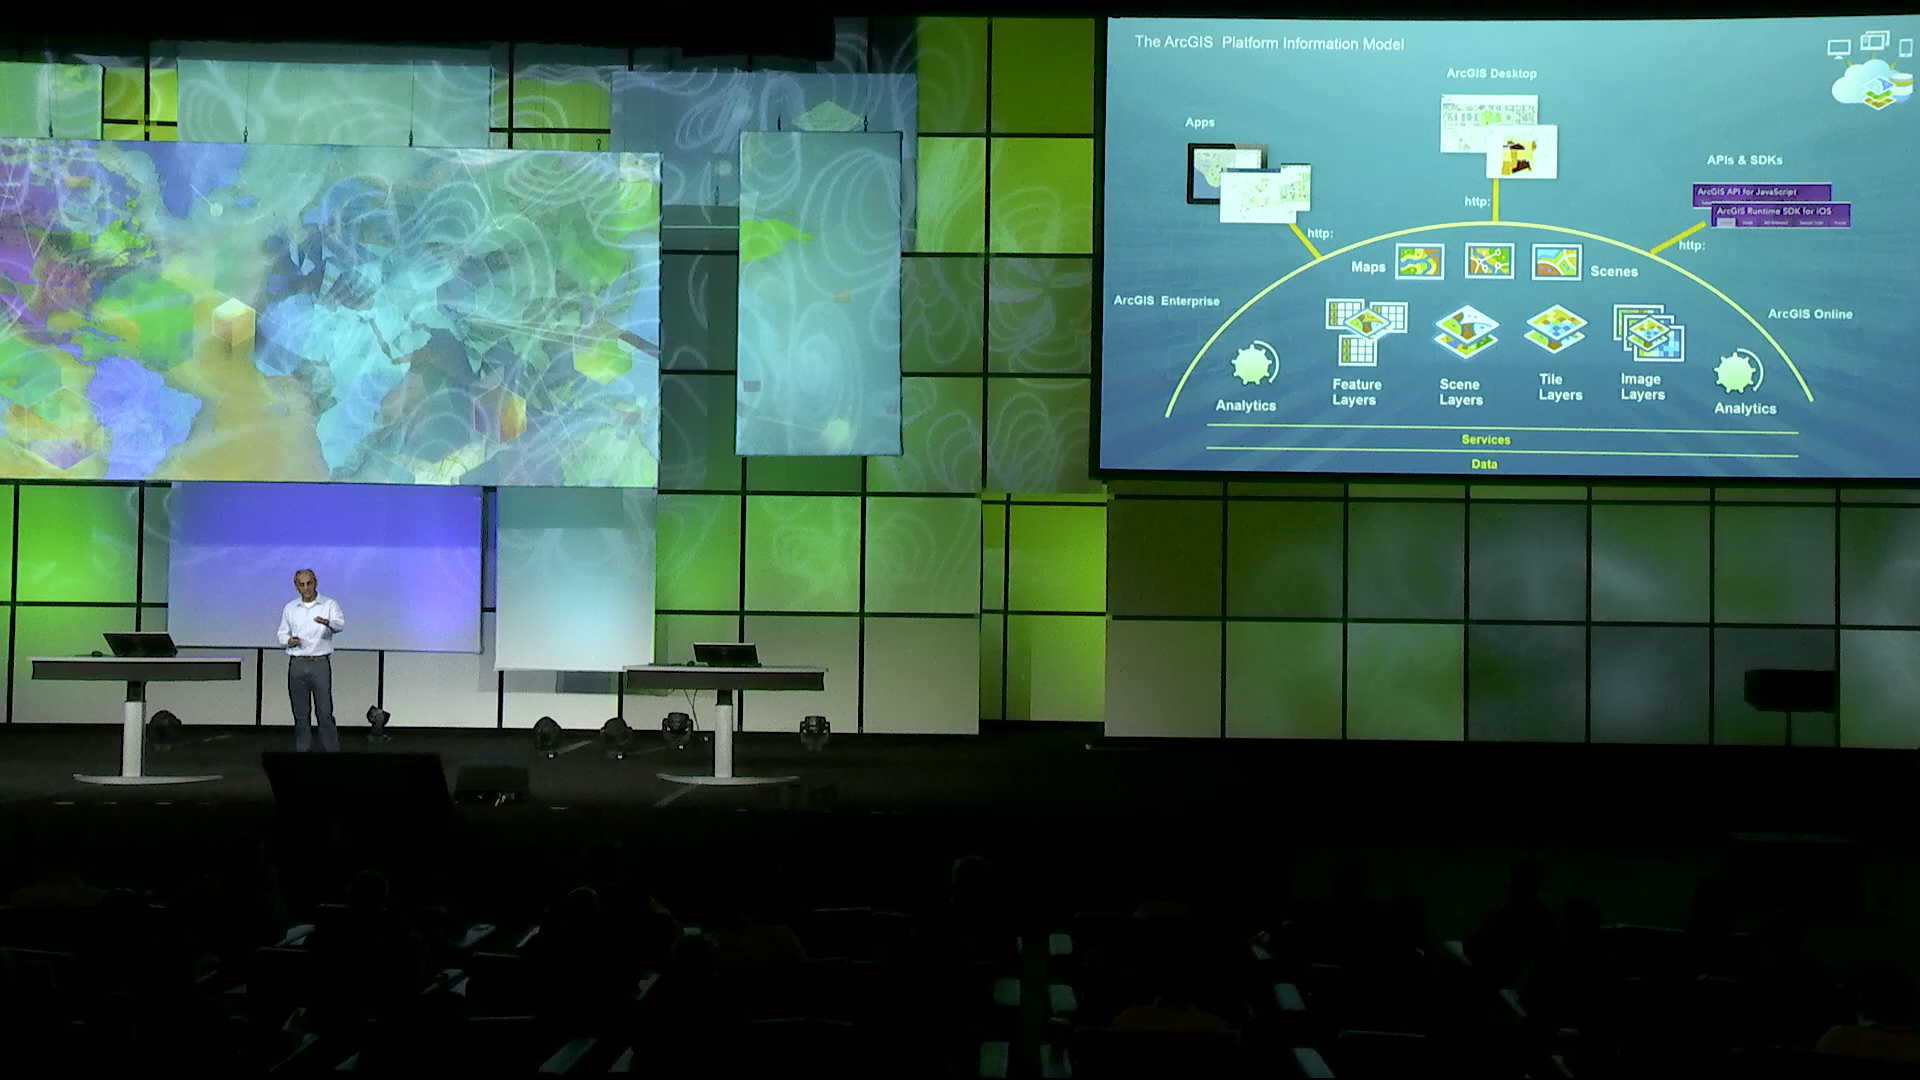 The ArcGIS Platform Information Model
ArcGIS Desktop
Apps
APIs & SDKs
ArcGIS API for JavaScript
ArcGIS Runtime SDK for iOS
http:
http:
http:
Maps
Scenes
ArcGIS Enterprise
ArcGIS Online
Feature
Layers
Scene
Layers
Tile
Layers
Image
Layers
Analytics
Analytics
Services
Data